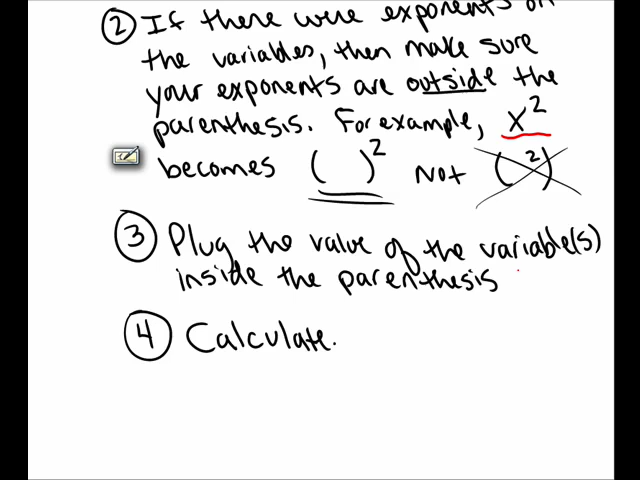 ② If there were exponents on
the variables, then make sure
your exponents are outside the
parenthesis. For example, x²
becomes ( )² not ( ²)
③ Plug the value of the variable(s)
inside the parenthesis
④ Calculate.